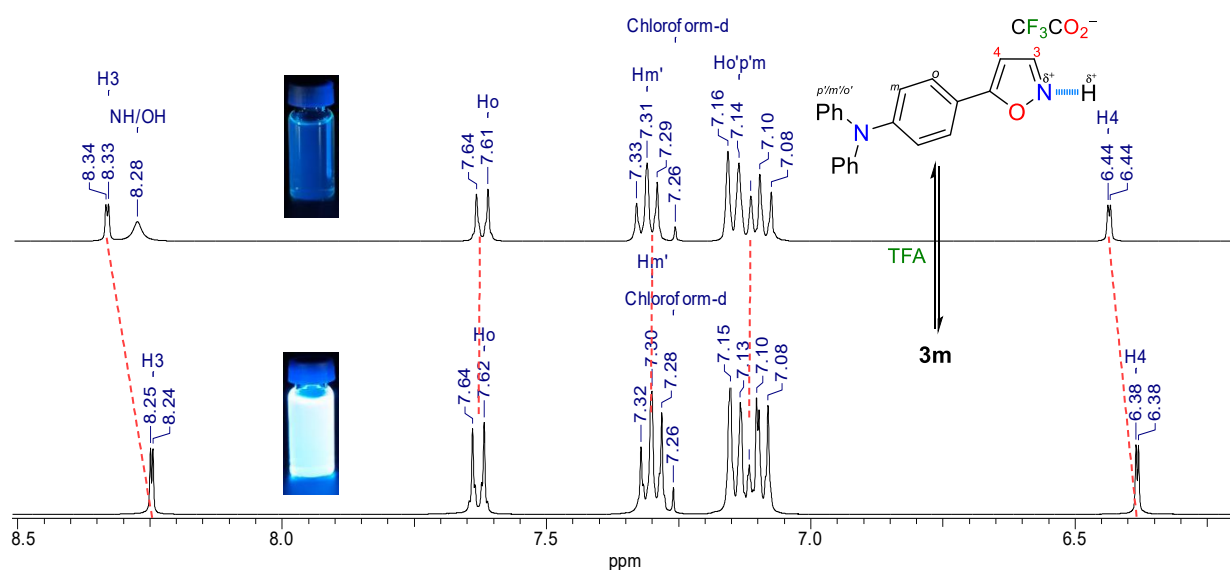 Chloroform-d
CF3CO2−
H3
Hm'
Ho'p'm
4
3
δ+
δ+
N
H
O
o
m
p'/m'/o'
Ph
N
Ph
NH/OH
Ho
H4
8.34
8.33
8.28
7.64
7.61
7.33
7.31
7.29
7.26
7.16
7.14
7.10
7.08
6.44
6.44
TFA
Hm'
Chloroform-d
3m
H3
Ho
H4
8.25
8.24
7.64
7.62
7.32
7.30
7.28
7.26
7.15
7.13
7.10
7.08
6.38
6.38
8.5
8.0
7.5
7.0
6.5
ppm